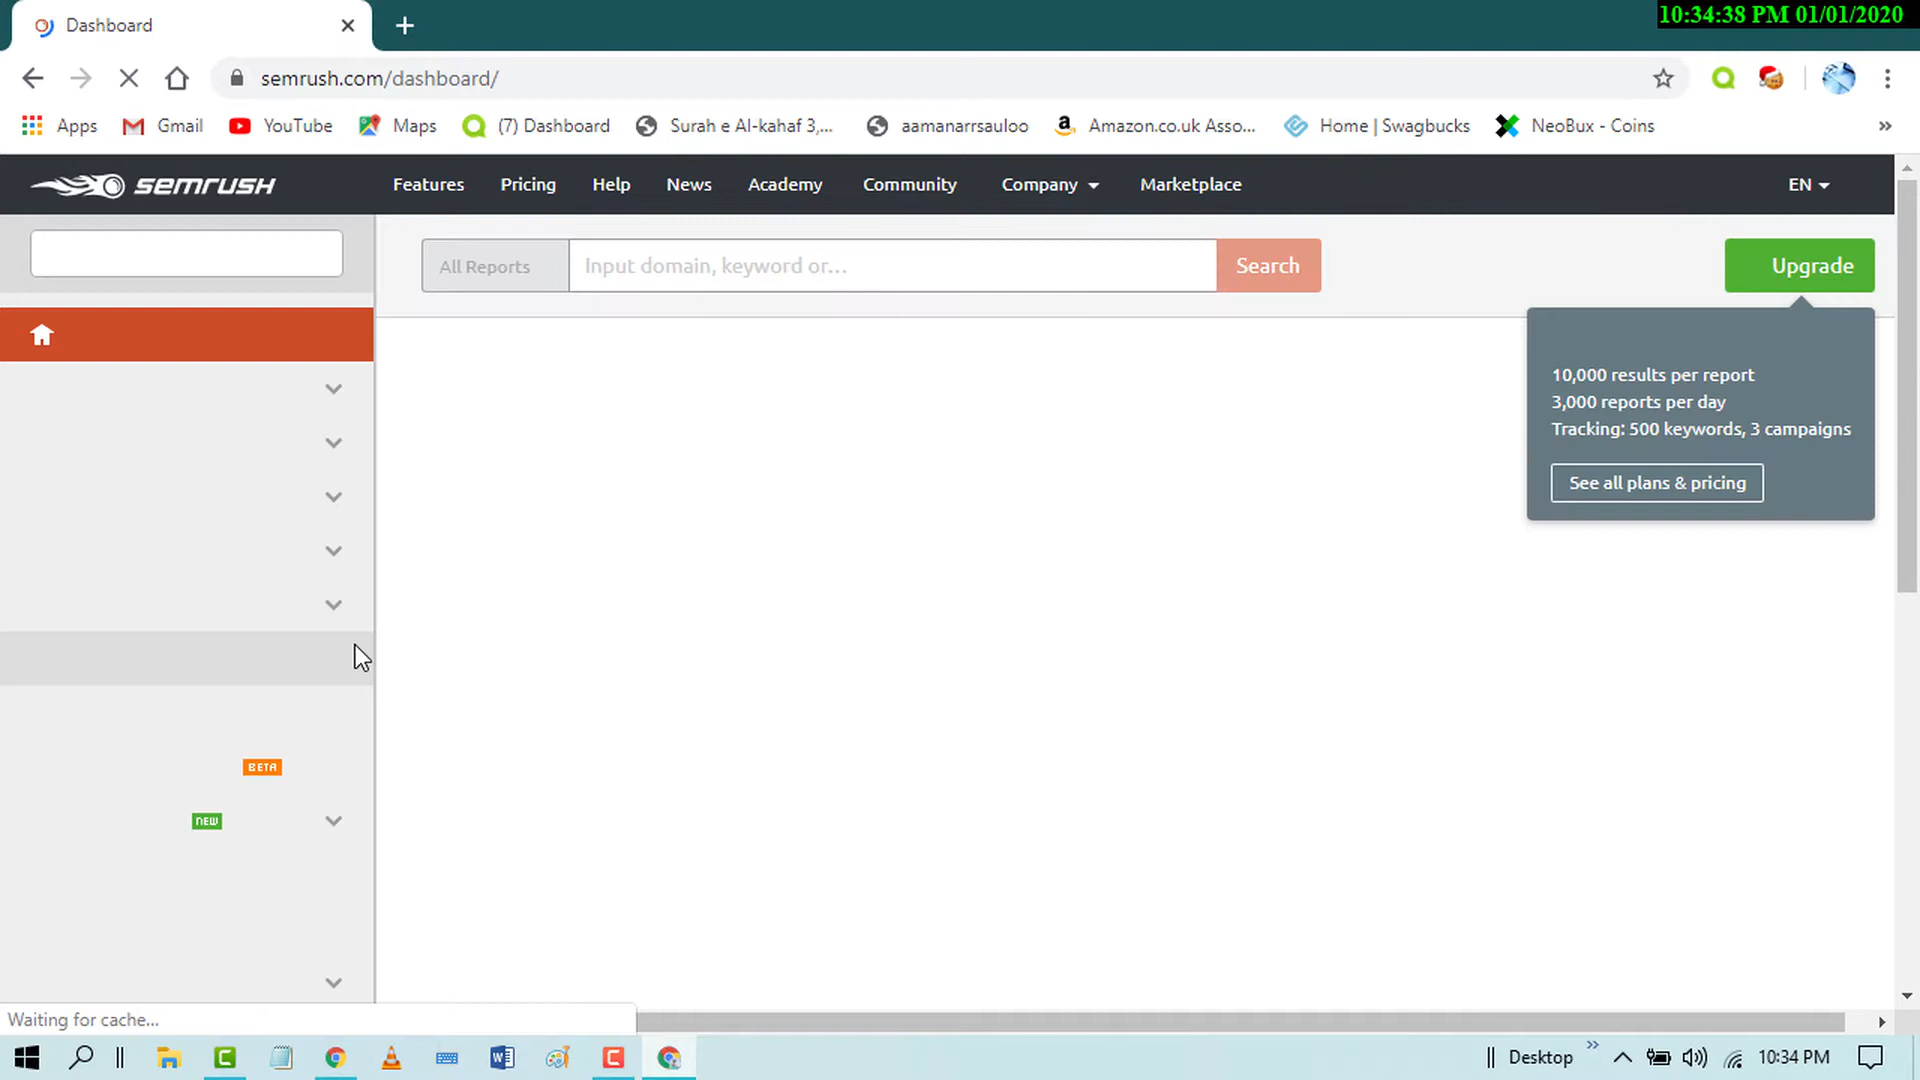 Dashboard
10:34:38 PM 01/01/2020
semrush.com/dashboard/
Apps Gmail YouTube Maps (7) Dashboard Surah e Al-kahaf 3,... aamanarrsauloo Amazon.co.uk Asso... Home | Swagbucks NeoBux - Coins
semrush Features Pricing Help News Academy Community Company Marketplace EN
All Reports Input domain, keyword or... Search Upgrade
10,000 results per report
3,000 reports per day
Tracking: 500 keywords, 3 campaigns
See all plans & pricing
BETA
NEW
Waiting for cache...
Desktop 10:34 PM